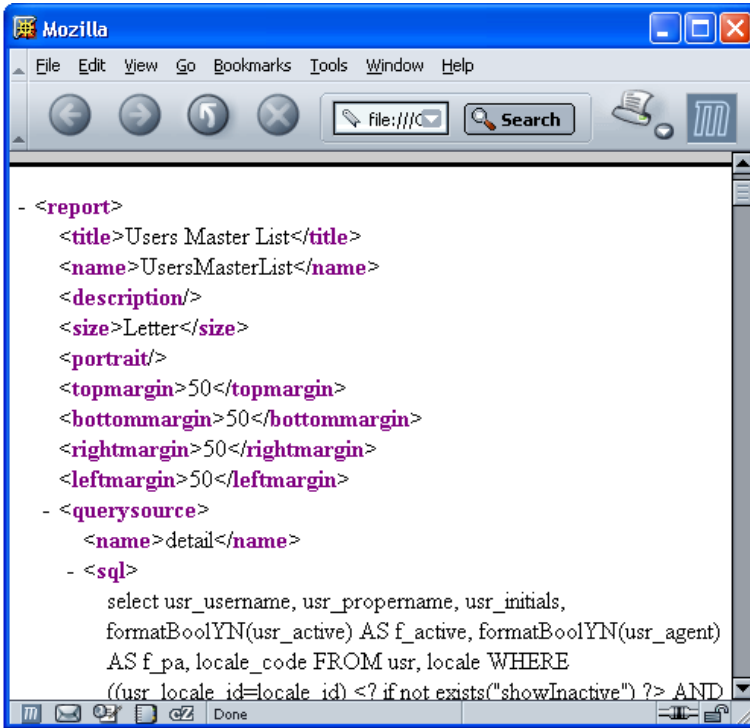 Mozilla
File Edit View Go Bookmarks Tools Window Help
file:///C Search
- <report>
<title>Users Master List</title>
<name>UsersMasterList</name>
<description/>
<size>Letter</size>
<portrait/>
<topmargin>50</topmargin>
<bottommargin>50</bottommargin>
<rightmargin>50</rightmargin>
<leftmargin>50</leftmargin>
- <querysource>
<name>detail</name>
- <sql>
select usr_username, usr_propername, usr_initials,
formatBoolYN(usr_active) AS f_active, formatBoolYN(usr_agent)
AS f_pa, locale_code FROM usr, locale WHERE
((usr_locale_id=locale_id) <? if not exists("showInactive") ?> AND
Done